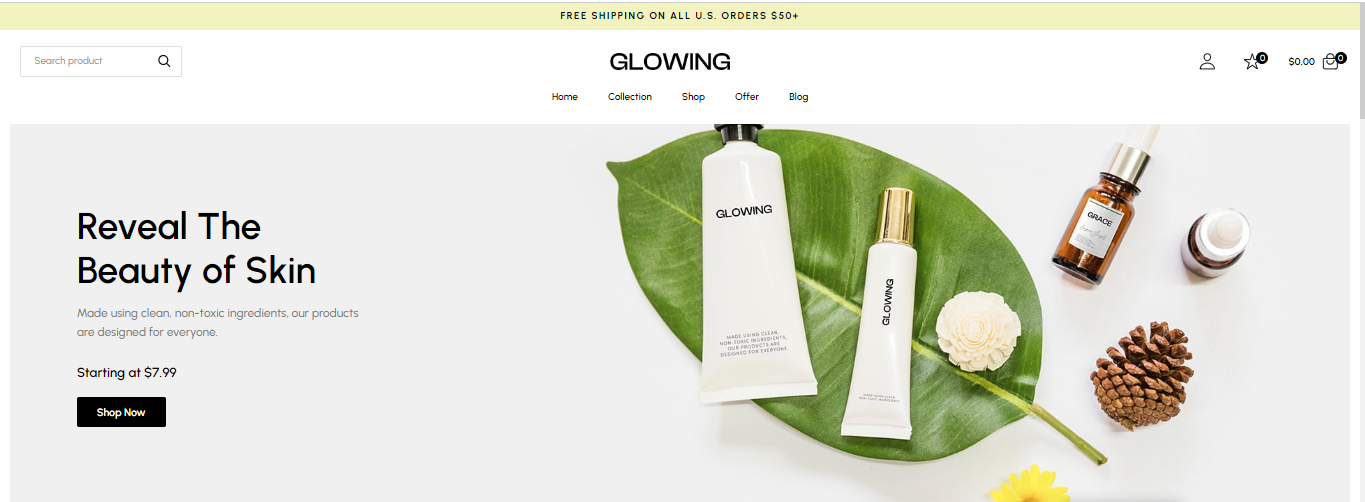 FREE SHIPPING ON ALL U.S. ORDERS $50+
Search product
GLOWING
0
$0.00
0
Home
Collection
Shop
Offer
Blog
Reveal The
Beauty of Skin
Made using clean, non-toxic ingredients, our products
are designed for everyone.
Starting at $7.99
Shop Now
GLOWING
MADE USING CLEAN,
NON-TOXIC INGREDIENTS,
OUR PRODUCTS ARE
DESIGNED FOR EVERYONE.
GLOWING
MADE USING CLEAN,
NON-TOXIC INGREDIENTS
GRACE